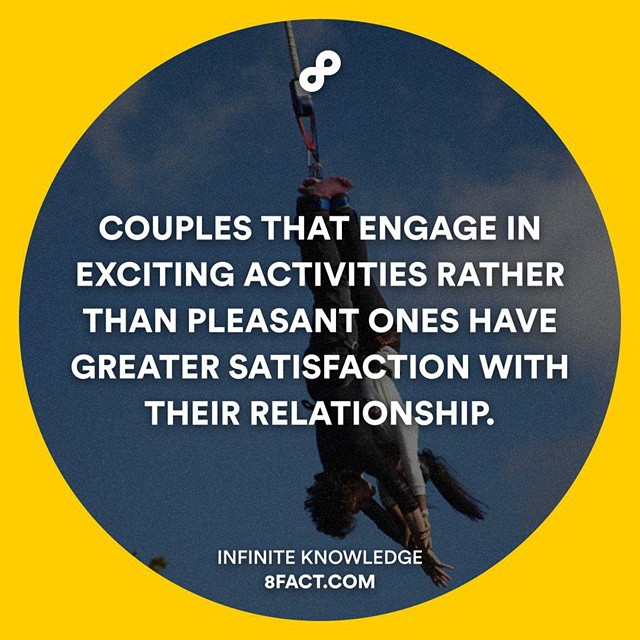 COUPLES THAT ENGAGE IN
EXCITING ACTIVITIES RATHER
THAN PLEASANT ONES HAVE
GREATER SATISFACTION WITH
THEIR RELATIONSHIP.
INFINITE KNOWLEDGE
8FACT.COM